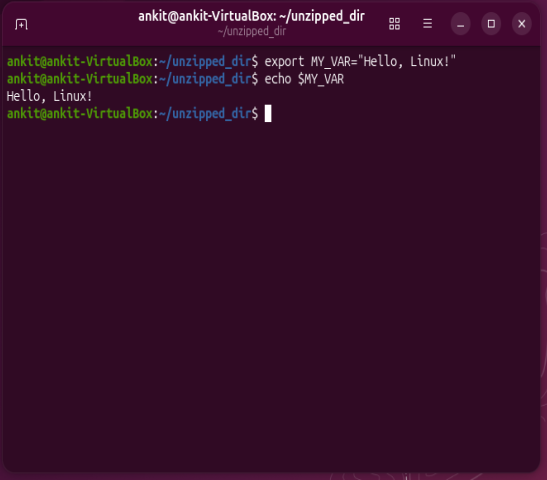 ankit@ankit-VirtualBox: ~/unzipped_dir
~/unzipped_dir
ankit@ankit-VirtualBox:~/unzipped_dir$ export MY_VAR="Hello, Linux!"
ankit@ankit-VirtualBox:~/unzipped_dir$ echo $MY_VAR
Hello, Linux!
ankit@ankit-VirtualBox:~/unzipped_dir$